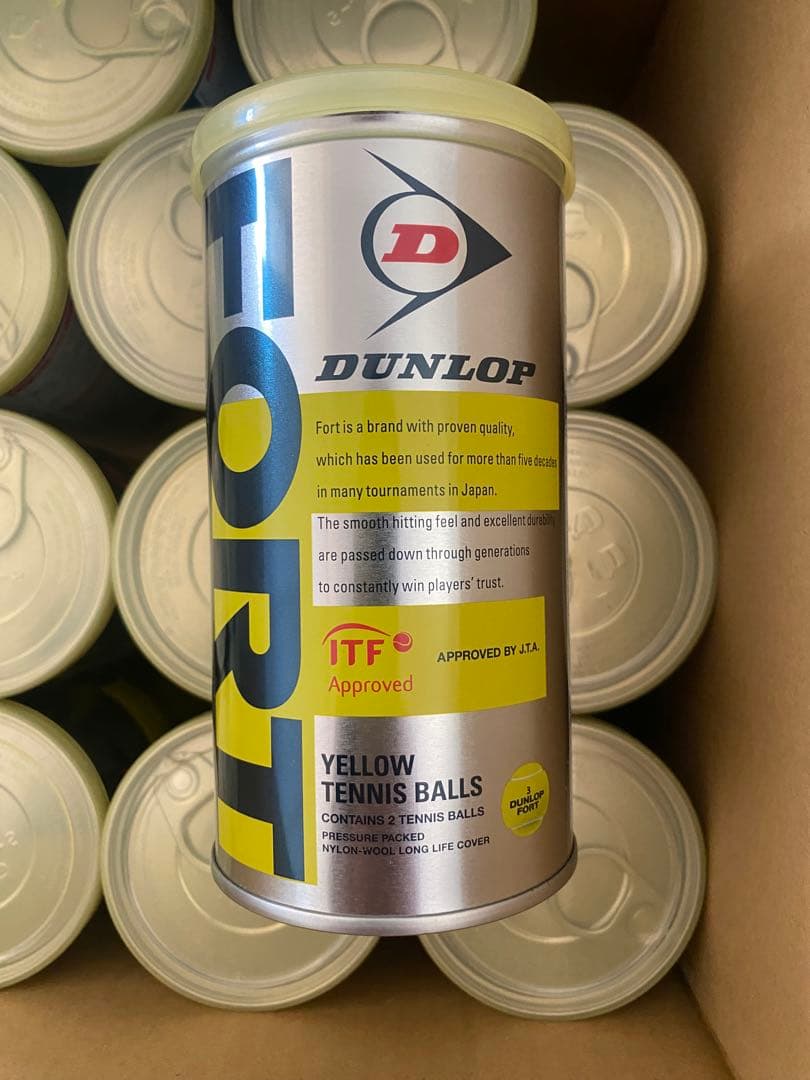 FORT
D
DUNLOP
Fort is a brand with proven quality,
which has been used for more than five decades
in many tournaments in Japan.
The smooth hitting feel and excellent durability
are passed down through generations
to constantly win players' trust.
ITF
Approved
APPROVED BY J.T.A.
YELLOW
TENNIS BALLS
CONTAINS 2 TENNIS BALLS
PRESSURE PACKED
NYLON-WOOL LONG LIFE COVER
3
DUNLOP
FORT